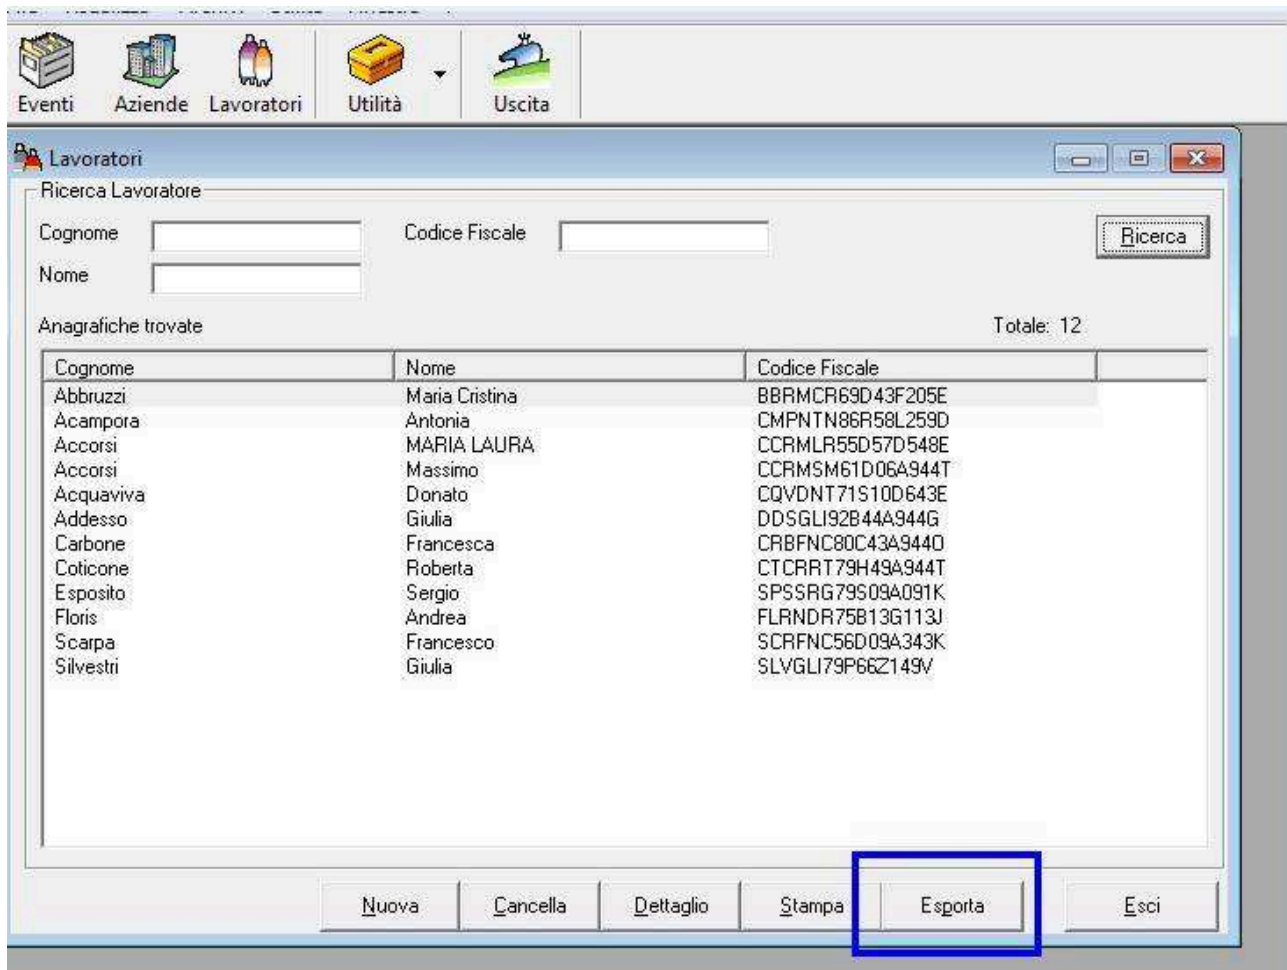 Eventi Aziende Lavoratori Utilità Uscita
Lavoratori
Ricerca Lavoratore
Cognome Codice Fiscale Ricerca
Nome
Anagrafiche trovate Totale: 12
Cognome Nome Codice Fiscale
Abbruzzi Maria Cristina BBRMCR69D43F205E
Acampora Antonia CMPNTN86R58L259D
Accorsi MARIA LAURA CCRMLR55D57D548E
Accorsi Massimo CCRMSM61D06A944T
Acquaviva Donato CQVDNT71S10D643E
Addesso Giulia DDSGLI92B44A944G
Carbone Francesca CRBFNC80C43A944O
Coticone Roberta CTCRRT79H49A944T
Esposito Sergio SPSSRG79S09A091K
Floris Andrea FLRNDR75B13G113J
Scarpa Francesco SCRFNC56D09A343K
Silvestri Giulia SLVGLI79P66Z149V
Nuova Cancella Dettaglio Stampa Esporta Esci